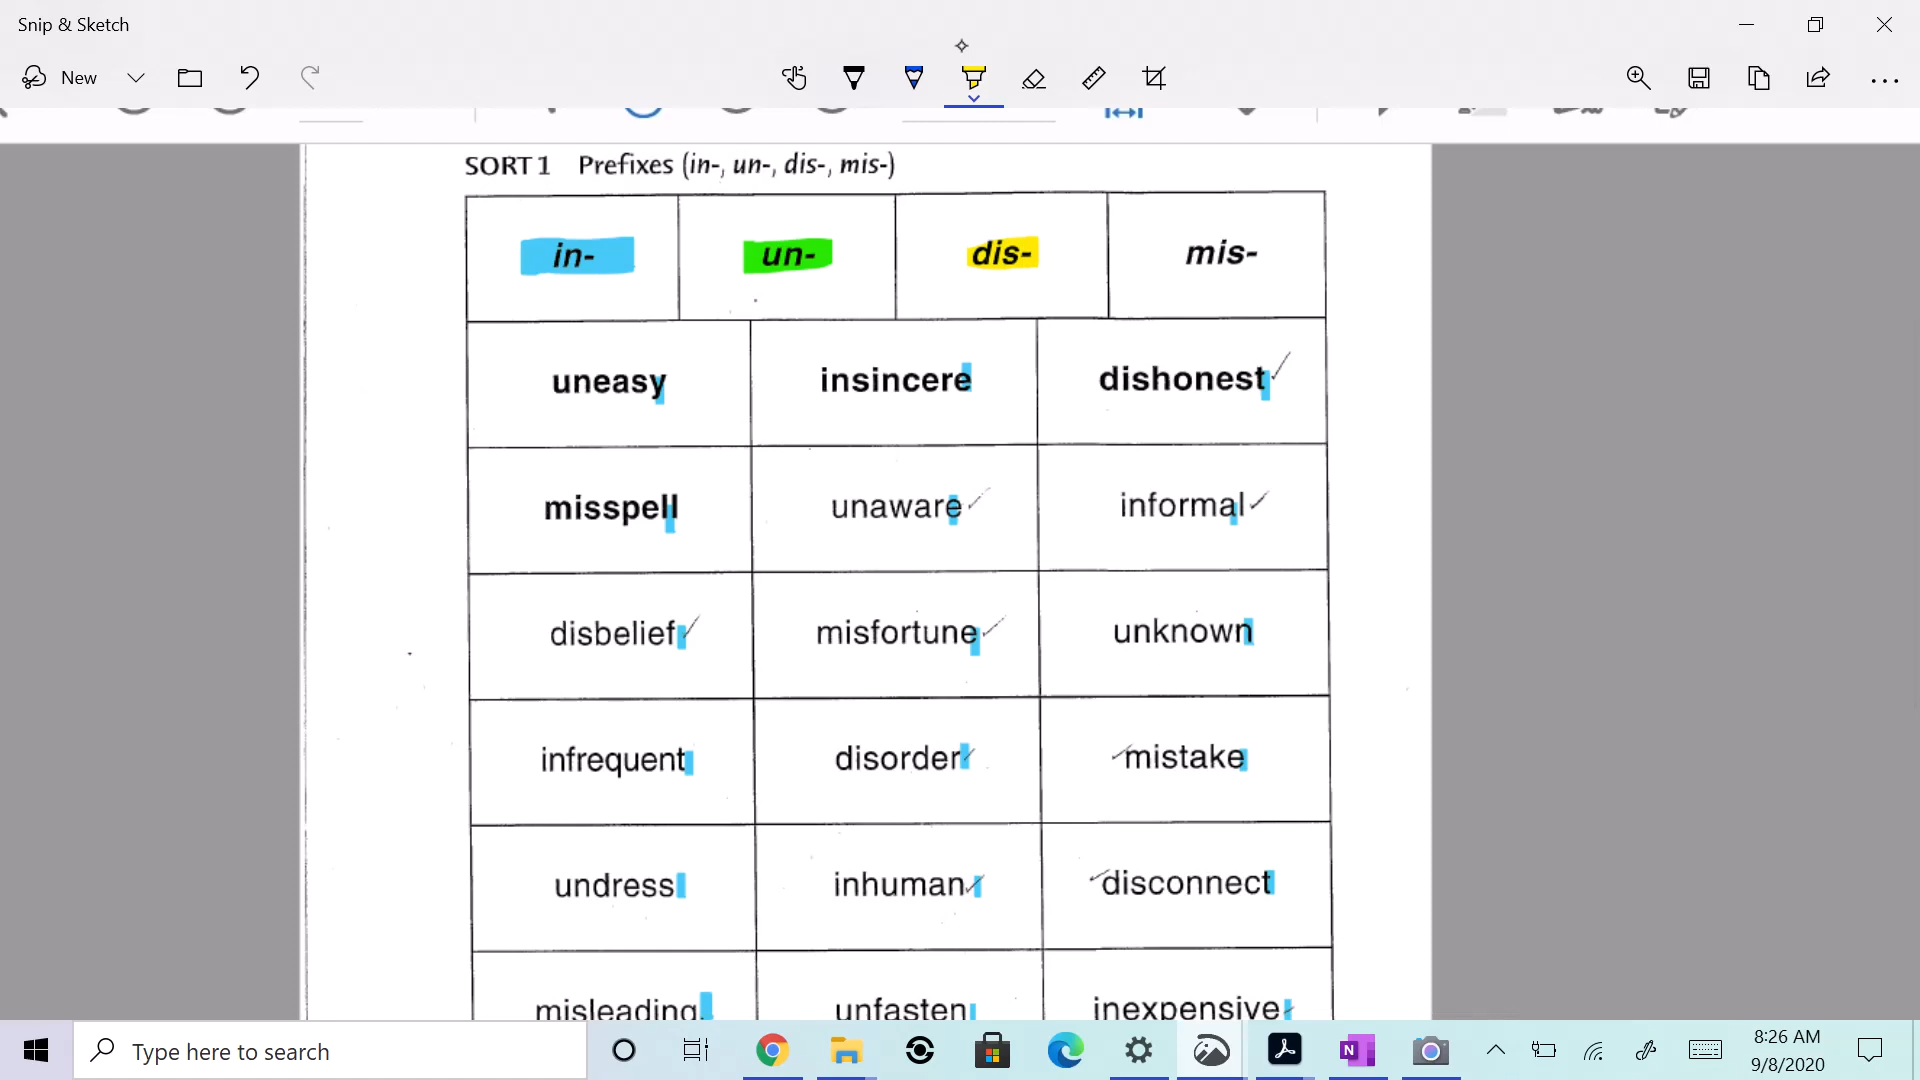 Snip & Sketch
New
SORT 1 Prefixes (in-, un-, dis-, mis-)
in- un- dis- mis-
uneasy insincere dishonest
misspell unaware informal
disbelief misfortune unknown
infrequent disorder mistake
undress inhuman disconnect
misleading unfasten inexpensive
Type here to search
N
8:26 AM
9/8/2020